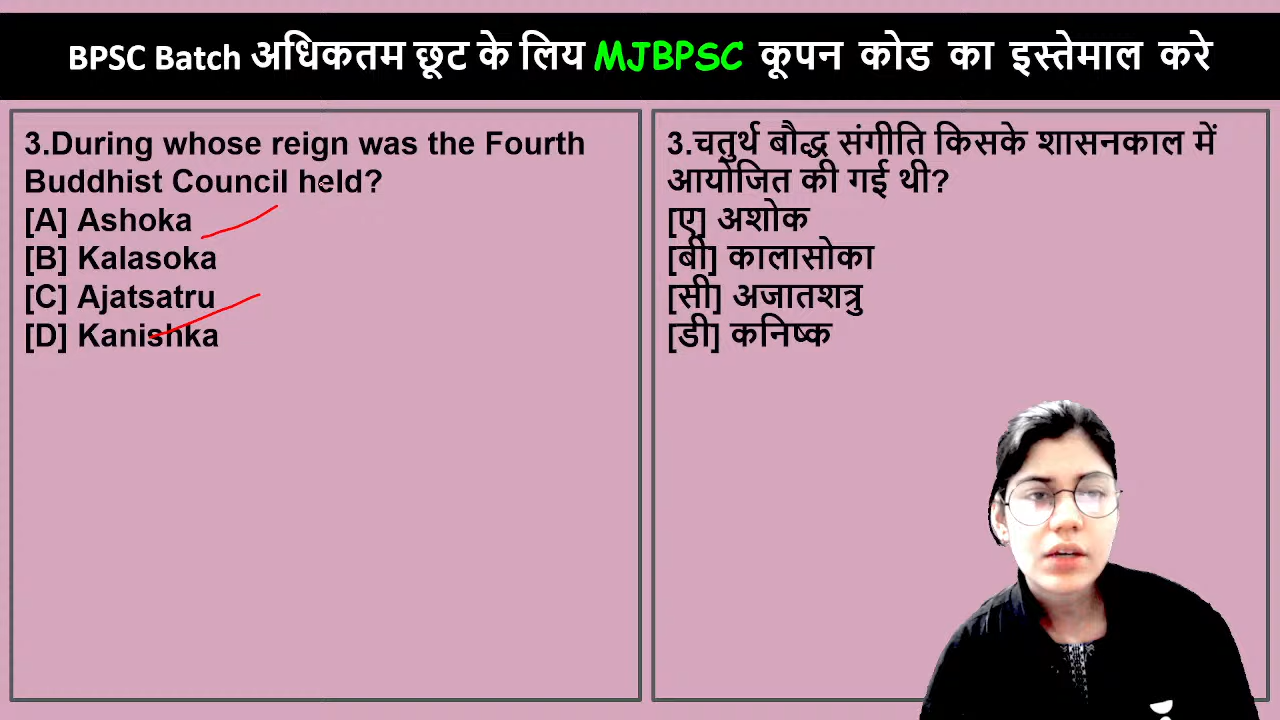 BPSC Batch अधिकतम छूट के लिय MJBPSC कूपन कोड का इस्तेमाल करे
3.During whose reign was the Fourth
Buddhist Council held?
[A] Ashoka
[B] Kalasoka
[C] Ajatsatru
[D] Kanishka
3.चतुर्थ बौद्ध संगीति किसके शासनकाल में
आयोजित की गई थी?
[ए] अशोक
[बी] कालासोका
[सी] अजातशत्रु
[डी] कनिष्क